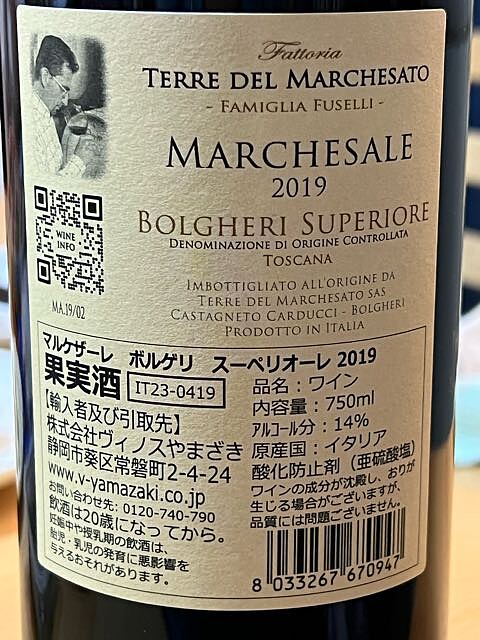 Fattoria
TERRE DEL MARCHESATO
- FAMIGLIA FUSELLI -
MARCHESALE
2019
BOLGHERI SUPERIORE
DENOMINAZIONE DI ORIGINE CONTROLLATA
TOSCANA
WINE
INFO
MA.19/02
IMBOTTIGLIATO ALL'ORIGINE DA
TERRE DEL MARCHESATO SAS
CASTAGNETO CARDUCCI - BOLGHERI
PRODOTTO IN ITALIA
マルケザーレ ボルゲリ スーペリオーレ 2019
果実酒 IT23-0419
【輸入者及び引取先】
株式会社ヴィノスやまざき
静岡市葵区常磐町2-4-24
www.v-yamazaki.co.jp
お問い合わせ先:0120-740-790
飲酒は20歳になってから。
妊娠中や授乳期の飲酒は、
胎児・乳児の発育に悪影響を
与えるおそれがあります。
品名:ワイン
内容量:750ml
アルコール分:14%
原産国:イタリア
酸化防止剤(亜硫酸塩)
ワインの成分が沈殿し、おりが
生じる場合がございますが、
品質には問題ございません。
8 033267 670947